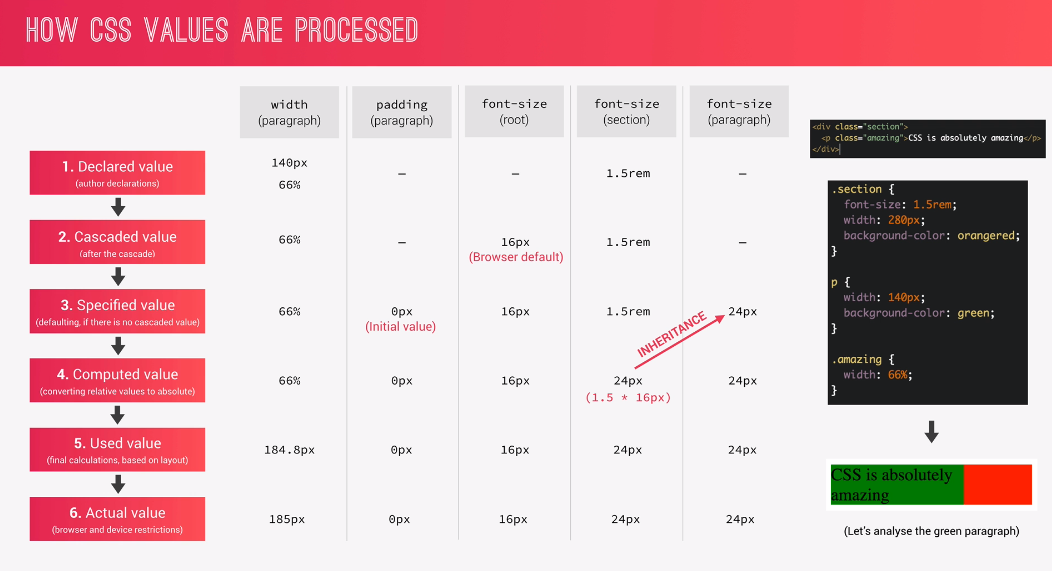 HOW CSS VALUES ARE PROCESSED
width
(paragraph)
padding
(paragraph)
font-size
(root)
font-size
(section)
font-size
(paragraph)
1. Declared value
(author declarations)
140px
66%
–
–
1.5rem
–
2. Cascaded value
(after the cascade)
66%
–
16px
(Browser default)
1.5rem
–
3. Specified value
(defaulting, if there is no cascaded value)
66%
0px
(Initial value)
16px
1.5rem
24px
INHERITANCE
4. Computed value
(converting relative values to absolute)
66%
0px
16px
24px
(1.5 * 16px)
24px
5. Used value
(final calculations, based on layout)
184.8px
0px
16px
24px
24px
6. Actual value
(browser and device restrictions)
185px
0px
16px
24px
24px
<div class="section">
<p class="amazing">CSS is absolutely amazing</p>
</div>
.section {
font-size: 1.5rem;
width: 280px;
background-color: orangered;
}
p {
width: 140px;
background-color: green;
}
.amazing {
width: 66%;
}
CSS is absolutely
amazing
(Let's analyse the green paragraph)